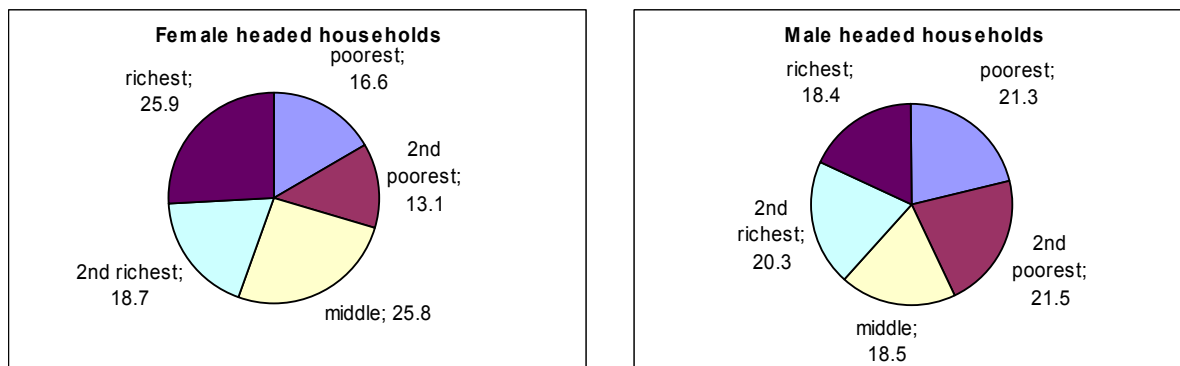 Female headed households
poorest;
16.6
2nd
poorest;
13.1
middle; 25.8
2nd richest;
18.7
richest;
25.9
Male headed households
poorest;
21.3
2nd
poorest;
21.5
middle;
18.5
2nd
richest;
20.3
richest;
18.4